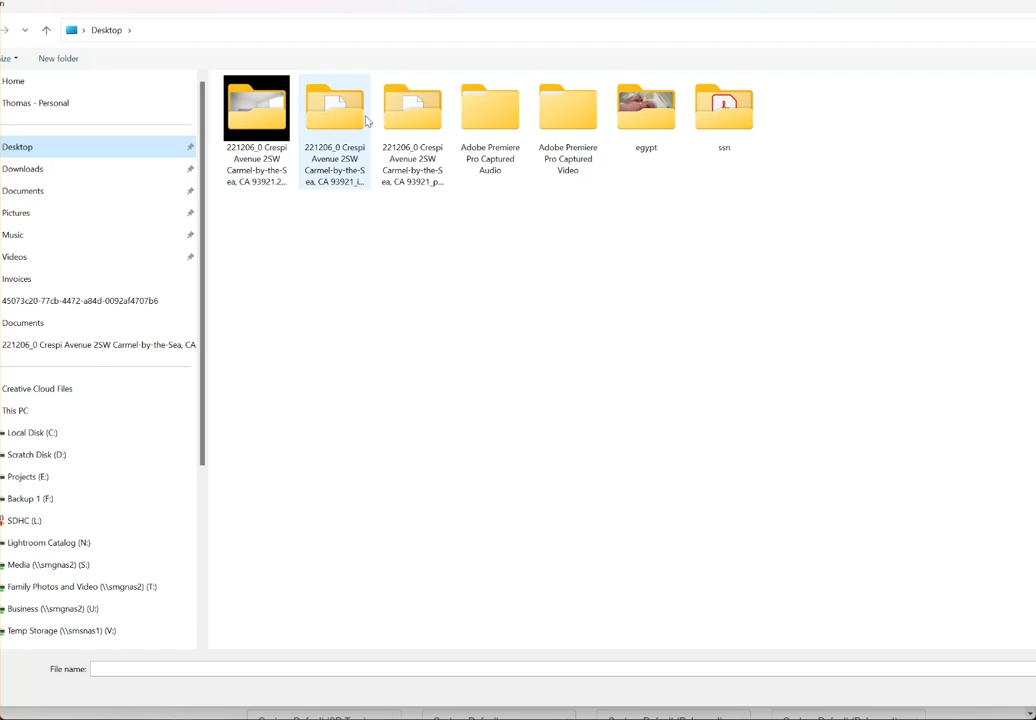 Desktop
New folder
Home
Thomas - Personal
Desktop
Downloads
Documents
Pictures
Music
Videos
Invoices
45073c20-77cb-4472-a84d-0092af4707b6
Documents
221206_0 Crespi Avenue 2SW Carmel-by-the-Sea, CA
Creative Cloud Files
This PC
Local Disk (C:)
Scratch Disk (D:)
Projects (E:)
Backup 1 (F:)
SDHC (L:)
Lightroom Catalog (N:)
Media (\\smgnas2) (S:)
Family Photos and Video (\\smgnas2) (T:)
Business (\\smgnas2) (U:)
Temp Storage (\\smsnas1) (V:)
221206_0 Crespi
Avenue 2SW
Carmel-by-the-S
ea, CA 93921.2...
221206_0 Crespi
Avenue 2SW
Carmel-by-the-S
ea, CA 93921_i...
221206_0 Crespi
Avenue 2SW
Carmel-by-the-S
ea, CA 93921_p...
Adobe Premiere
Pro Captured
Audio
Adobe Premiere
Pro Captured
Video
egypt
ssn
File name: